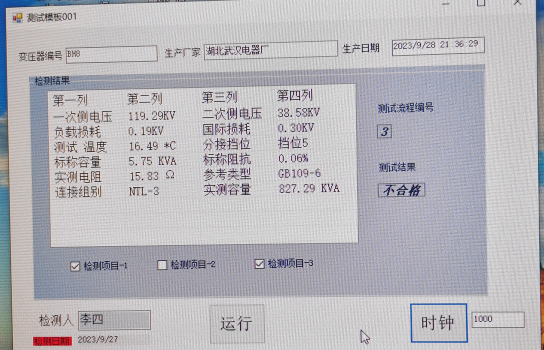 测试模板001
变压器编号 BM8 生产厂家 湖北武汉电器厂 生产日期 2023/9/28 21 36 29
检测结果
第一列 第二列 第三列 第四列
一次侧电压 119.29KV 二次侧电压 38.58KV
负载损耗 0.19KV 国际损耗 0.30KV
测试 温度 16.49 *C 分接挡位 挡位5
标称容量 5.75 KVA 标称阻抗 0.06%
实测电阻 15.83 Ω 参考类型 GB109-6
连接组别 NTL-3 实测容量 827.29 KVA
测试流程编号
3
测试结果
不合格
检测项目-1 检测项目-2 检测项目-3
检测人 李四 运行 时钟 1000
检测日期 2023/9/27